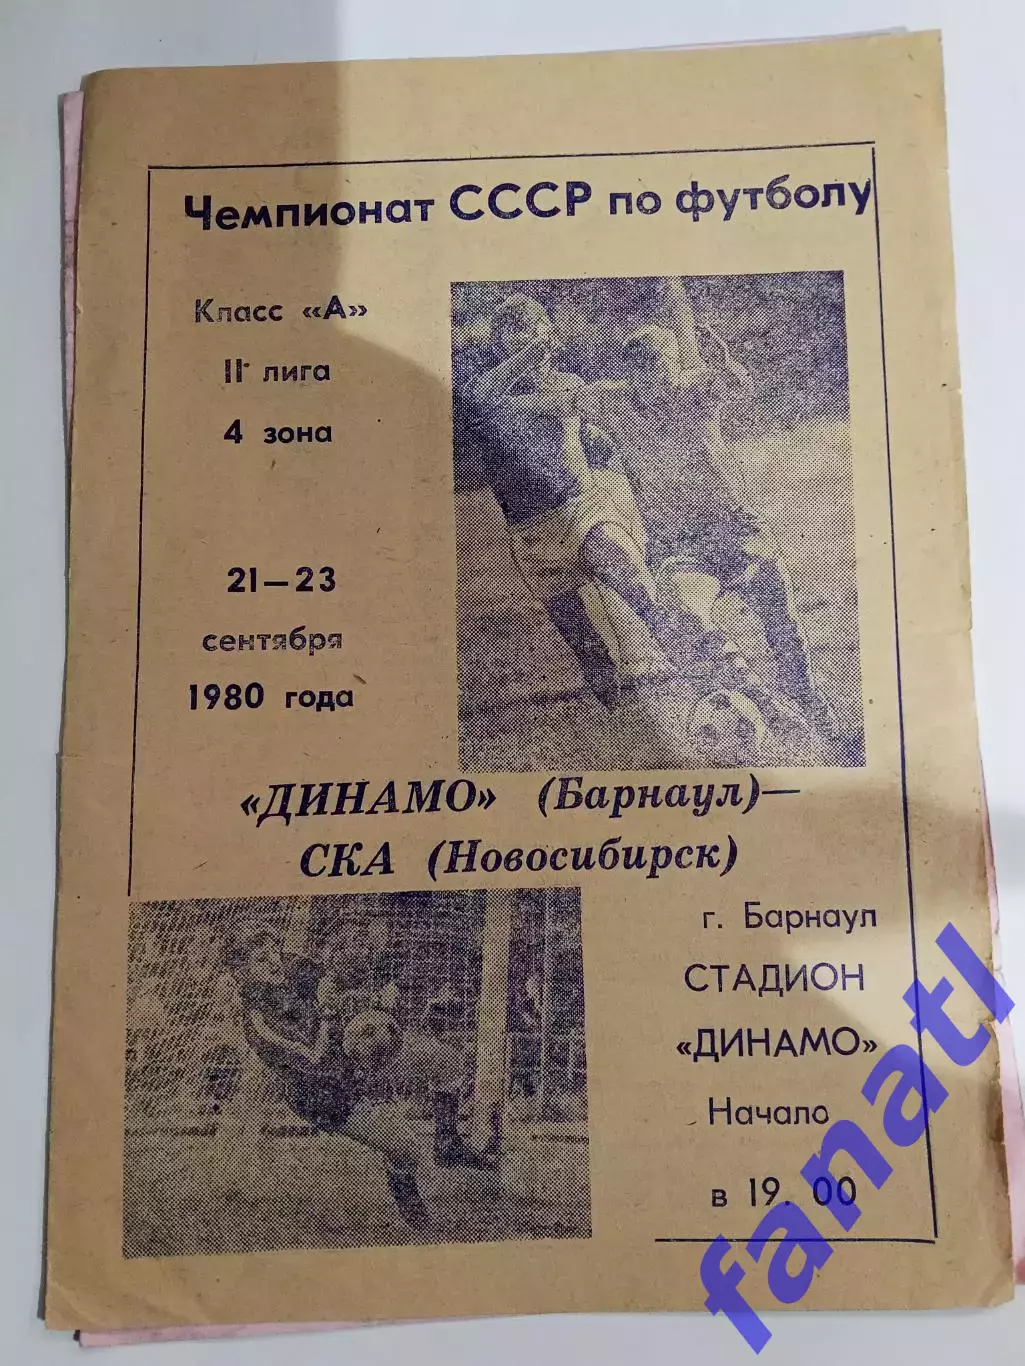 Чемпионат СССР по футболу
Класс «А»
II лига
4 зона
21—23
сентября
1980 года
«ДИНАМО» (Барнаул)—
СКА (Новосибирск)
г. Барнаул
СТАДИОН
«ДИНАМО»
Начало
в 19. 00
fanatl